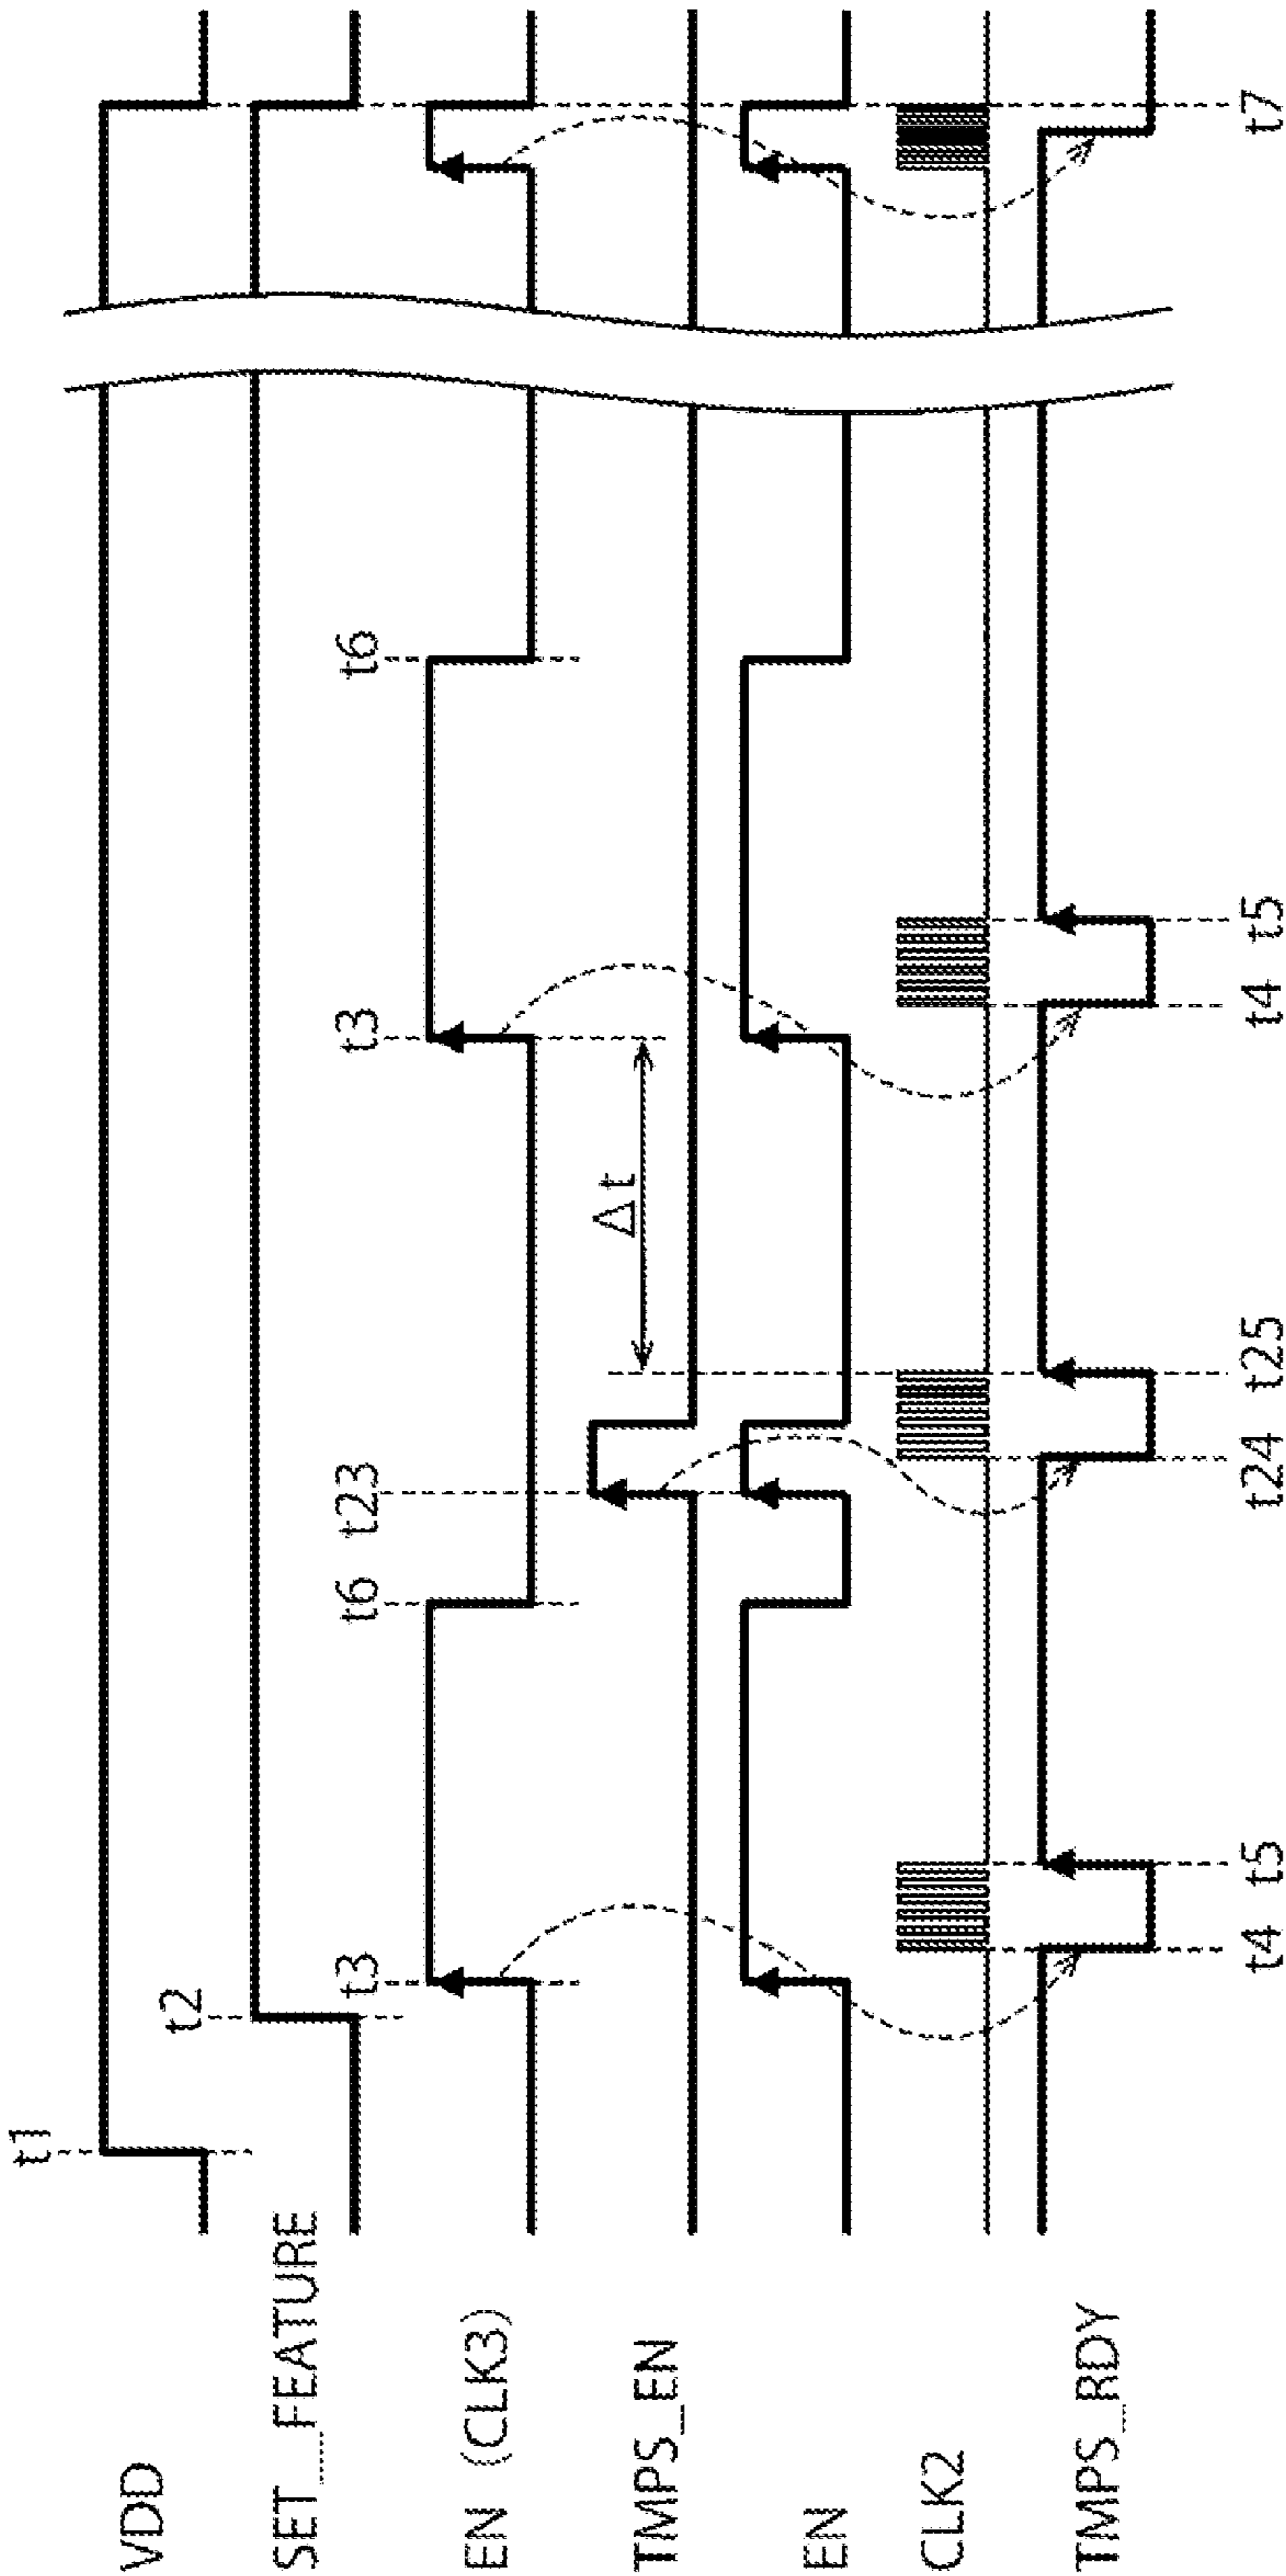 VDD
t1
SET_FEATURE
t2
EN (CLK3)
t3
t6
t3
t6
TMPS_EN
t23
Δt
EN
CLK2
TMPS_RDY
t4
t5
t24
t25
t4
t5
t7